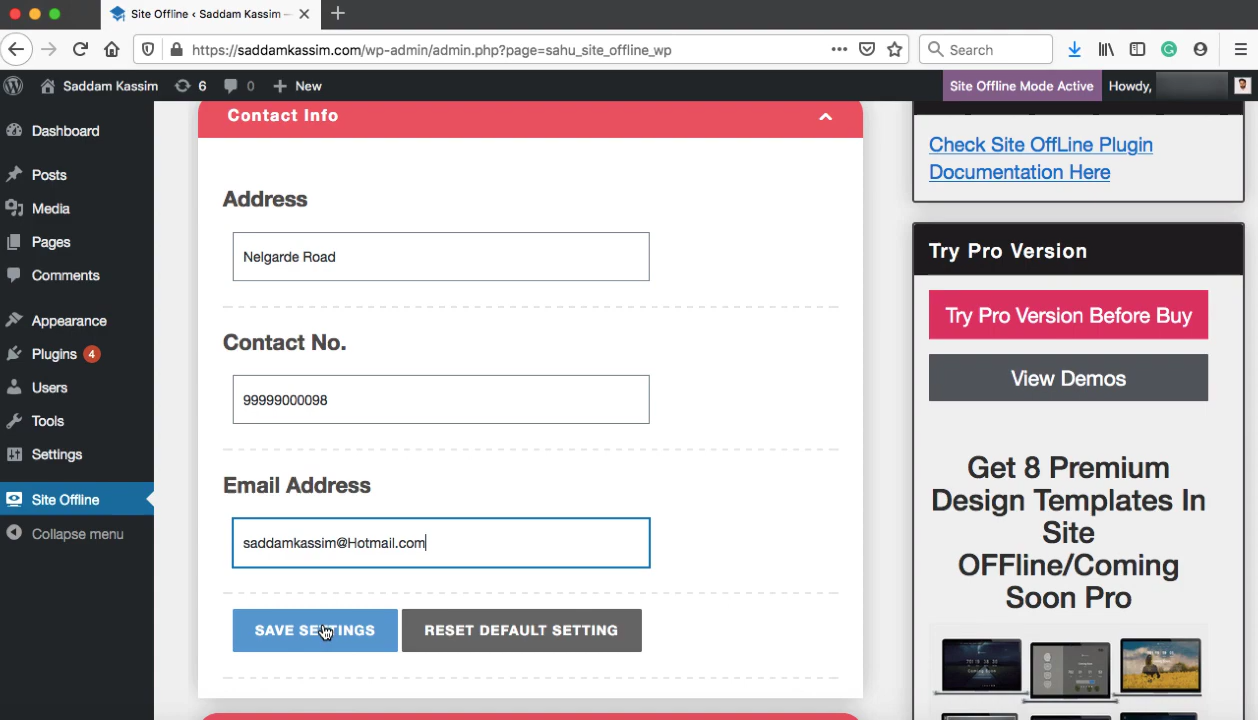 Site Offline ‹ Saddam Kassim —
https://saddamkassim.com/wp-admin/admin.php?page=sahu_site_offline_wp
Search
Saddam Kassim
6
0
New
Site Offline Mode Active
Howdy,
Dashboard
Posts
Media
Pages
Comments
Appearance
Plugins 4
Users
Tools
Settings
Site Offline
Collapse menu
Contact Info
Address
Nelgarde Road
Contact No.
99999000098
Email Address
saddamkassim@Hotmail.com
SAVE SETTINGS
RESET DEFAULT SETTING
Check Site OffLine Plugin
Documentation Here
Try Pro Version
Try Pro Version Before Buy
View Demos
Get 8 Premium
Design Templates In
Site
OFFline/Coming
Soon Pro